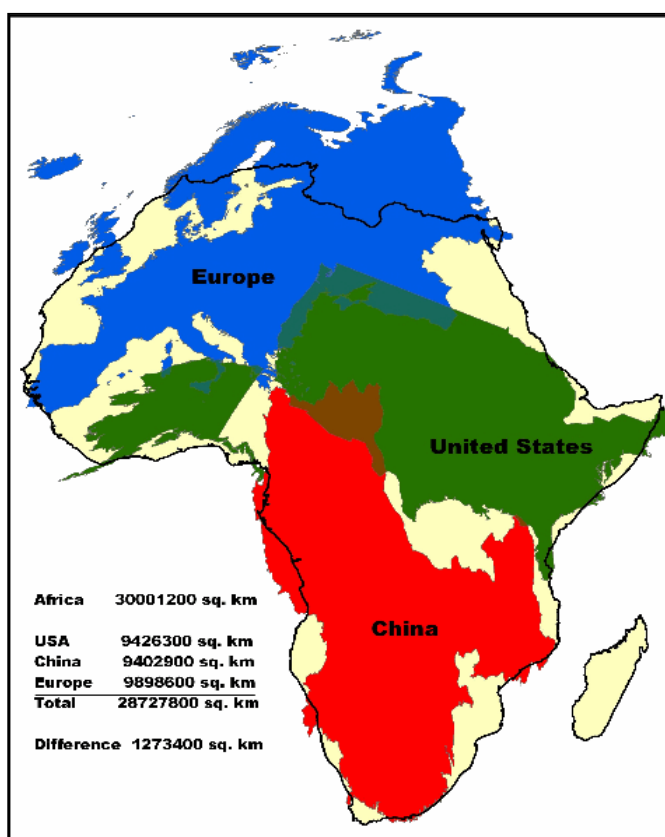 Europe
United States
China
Africa 30001200 sq. km
USA 9426300 sq. km
China 9402900 sq. km
Europe 9898600 sq. km
Total 28727800 sq. km
Difference 1273400 sq. km